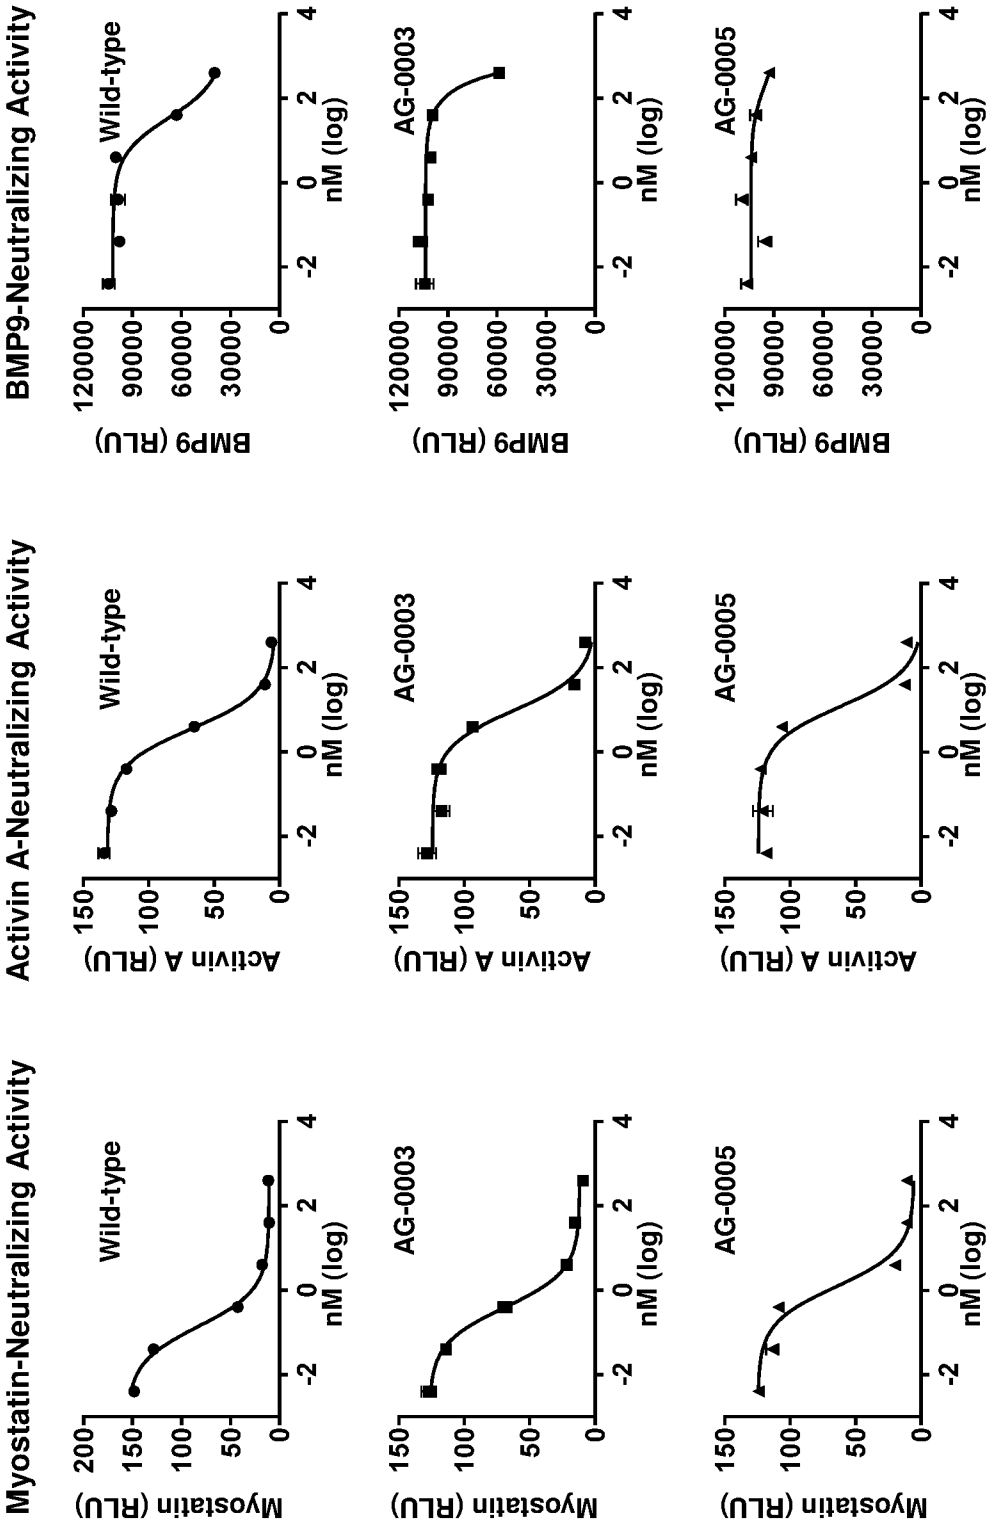 Myostatin-Neutralizing Activity
Wild-type
Myostatin (RLU)
200
150
100
50
0
-2
0
2
4
nM (log)
AG-0003
Myostatin (RLU)
150
100
50
0
-2
0
2
4
nM (log)
AG-0005
Myostatin (RLU)
150
100
50
0
-2
0
2
4
nM (log)
Activin A-Neutralizing Activity
Wild-type
Activin A (RLU)
150
100
50
0
-2
0
2
4
nM (log)
AG-0003
Activin A (RLU)
150
100
50
0
-2
0
2
4
nM (log)
AG-0005
Activin A (RLU)
150
100
50
0
-2
0
2
4
nM (log)
BMP9-Neutralizing Activity
Wild-type
BMP9 (RLU)
120000
90000
60000
30000
0
-2
0
2
4
nM (log)
AG-0003
BMP9 (RLU)
120000
90000
60000
30000
0
-2
0
2
4
nM (log)
AG-0005
BMP9 (RLU)
120000
90000
60000
30000
0
-2
0
2
4
nM (log)